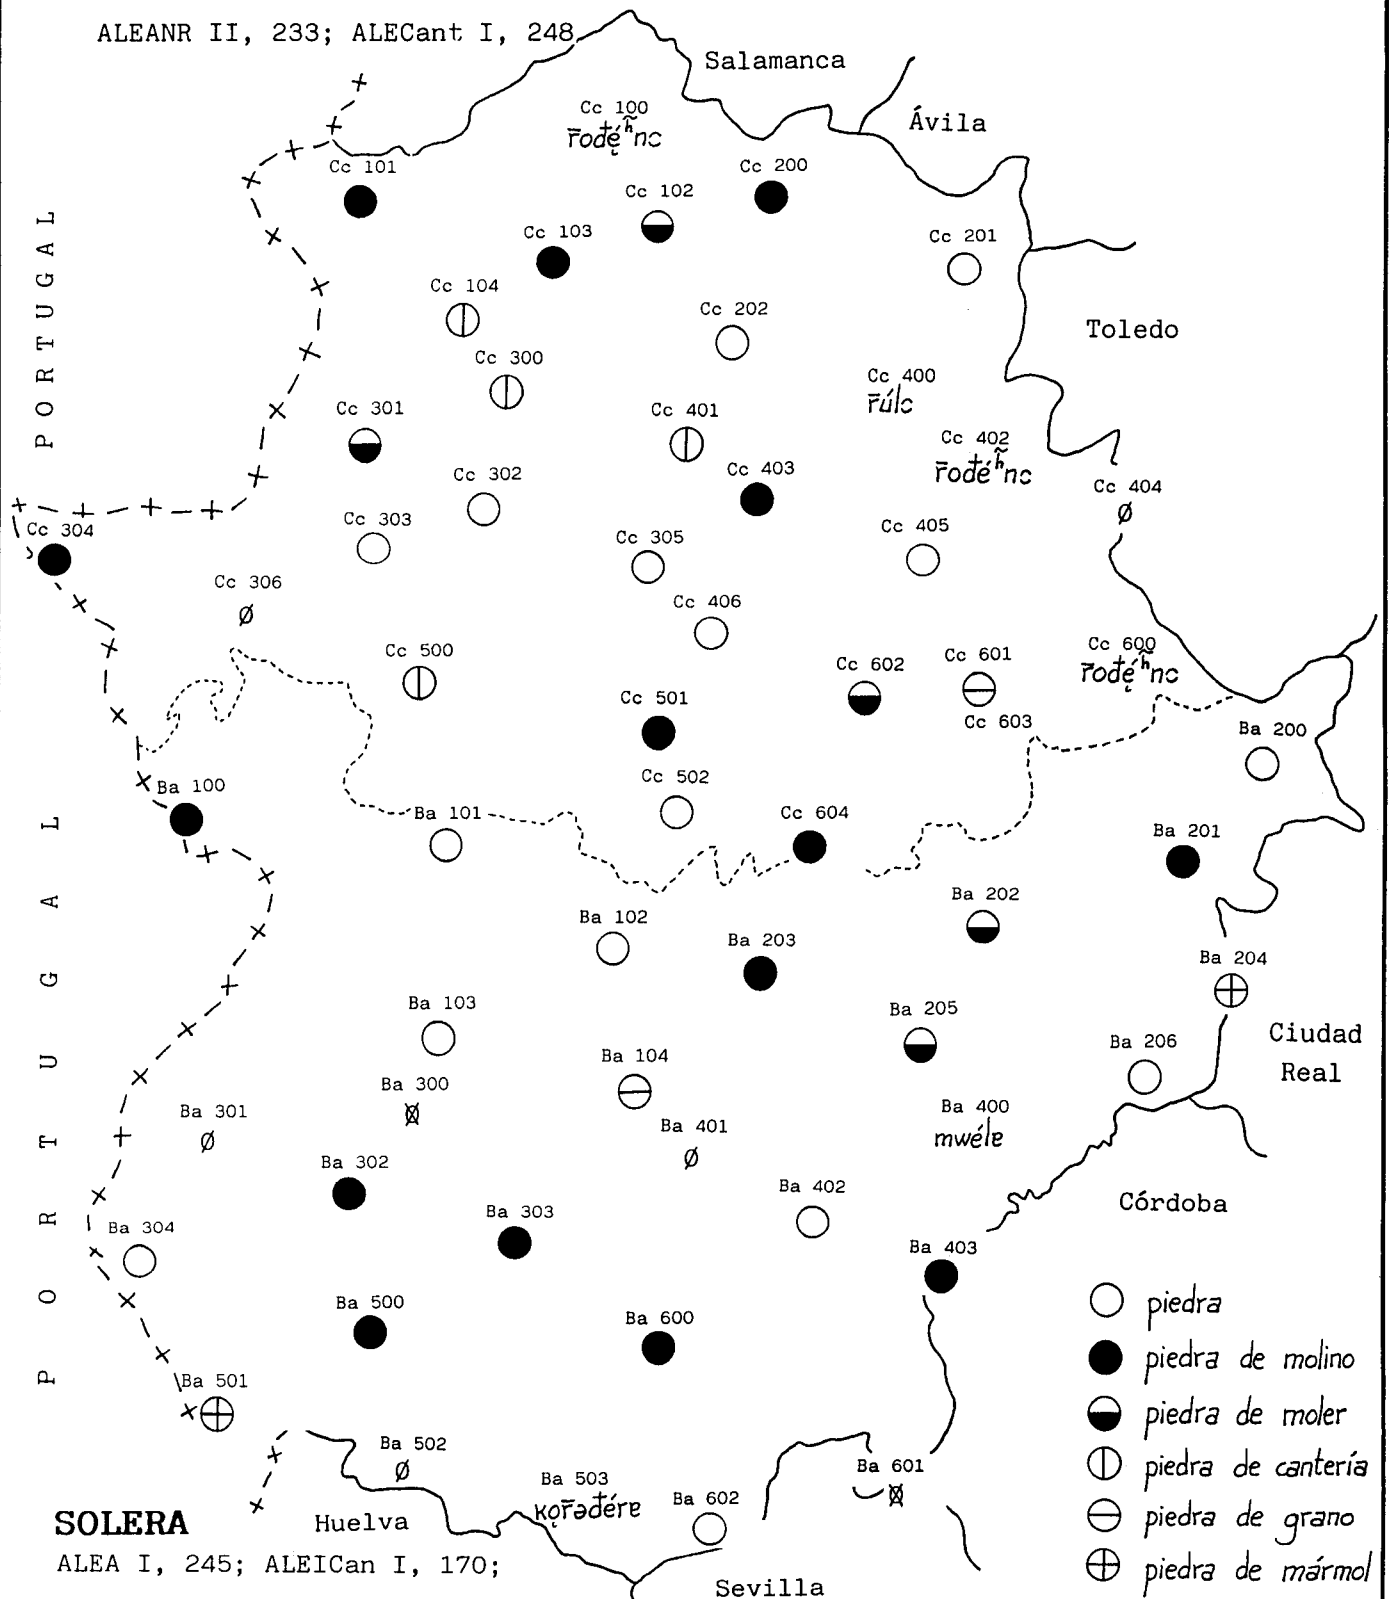 ALEANR II, 233; ALECant I, 248
Salamanca
Ávila
Cc 100
Cc 101
Cc 200
Cc 102
Cc 103
Cc 201
Cc 104
Cc 202
Toledo
Cc 300
Cc 400
Cc 301
Cc 401
Cc 402
Cc 302
Cc 403
Cc 404
Cc 303
Cc 304
Cc 305
Cc 405
Cc 306
Cc 406
Cc 500
Cc 602
Cc 601
Cc 600
Cc 501
Cc 603
Ba 200
Cc 502
Ba 100
Ba 101
Cc 604
Ba 201
Ba 202
Ba 102
Ba 203
Ba 204
Ba 103
Ba 205
Ciudad
Real
Ba 104
Ba 206
Ba 300
Ba 301
Ba 401
Ba 400
mwélɐ
Ba 302
Ba 402
Córdoba
Ba 303
Ba 304
Ba 403
Ba 500
Ba 600
Ba 501
Ba 502
Ba 503
Ba 602
Ba 601
PORTUGAL
PORTUGAL
piedra
piedra de molino
piedra de moler
piedra de cantería
piedra de grano
piedra de mármol
SOLERA
Huelva
ALEA I, 245; ALEICan I, 170;
Sevilla